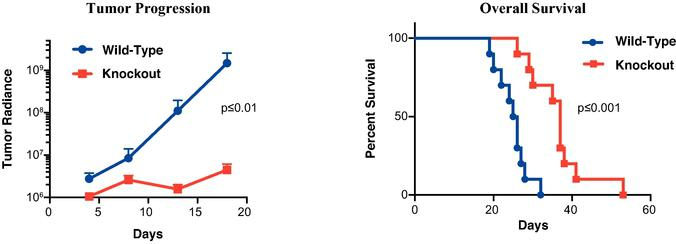 Tumor Progression
Wild-Type
Knockout
Tumor Radiance
10⁹
10⁸
10⁷
10⁶
p≤0.01
0 5 10 15 20
Days
Overall Survival
Wild-Type
Knockout
Percent Survival
100
50
0
p≤0.001
0 20 40 60
Days